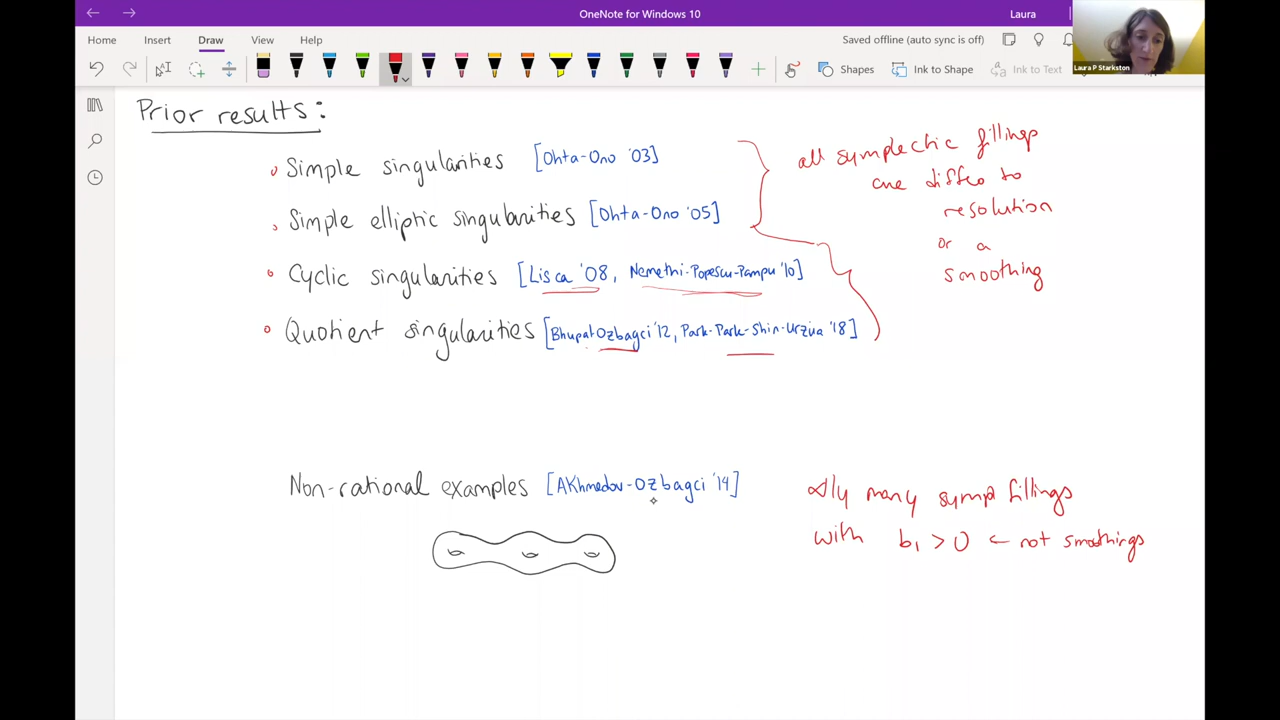 OneNote for Windows 10
Laura
Home Insert Draw View Help
Saved offline (auto sync is off)
Shapes
Ink to Shape
Ink to Text
Laura P Starkston
Prior results:
Simple singularities [Ohta-Ono '03]
Simple elliptic singularities [Ohta-Ono '05]
Cyclic singularities [Lisca '08, Nemethi-Popescu-Pampu '10]
Quotient singularities [Bhupal-Ozbagci '12, Park-Park-Shin-Urzua '18]
all symplectic fillings
are diffeo to
resolution
or a
smoothing
Non-rational examples [AKhmedov-Ozbagci '14]
∞ly many sympl fillings
with b₁ > 0 ← not smoothings